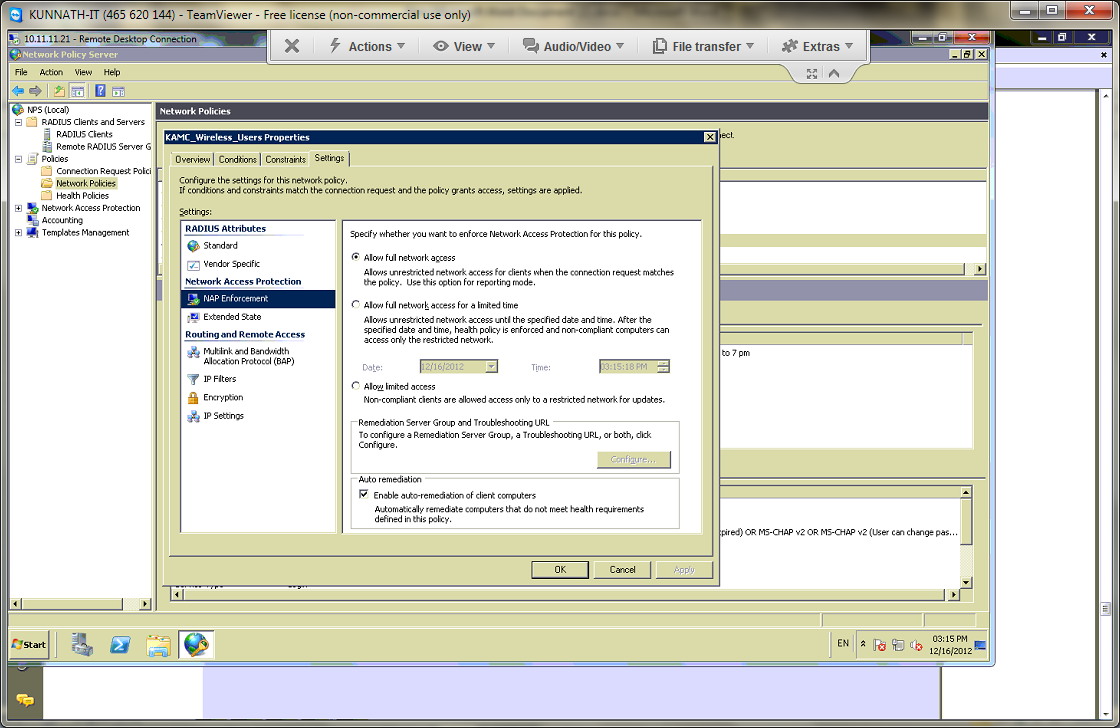 KUNNATH-IT (465 620 144) - TeamViewer - Free license (non-commercial use only)
10.11.11.21 - Remote Desktop Connection
Actions
View
Audio/Video
File transfer
Extras
Network Policy Server
File Action View Help
NPS (Local)
RADIUS Clients and Servers
RADIUS Clients
Remote RADIUS Server G
Policies
Connection Request Polici
Network Policies
Health Policies
Network Access Protection
Accounting
Templates Management
Network Policies
KAMC_Wireless_Users Properties
Overview Conditions Constraints Settings
Configure the settings for this network policy.
If conditions and constraints match the connection request and the policy grants access, settings are applied.
Settings:
RADIUS Attributes
Standard
Vendor Specific
Network Access Protection
NAP Enforcement
Extended State
Routing and Remote Access
Multilink and Bandwidth
Allocation Protocol (BAP)
IP Filters
Encryption
IP Settings
Specify whether you want to enforce Network Access Protection for this policy.
Allow full network access
Allows unrestricted network access for clients when the connection request matches
the policy. Use this option for reporting mode.
Allow full network access for a limited time
Allows unrestricted network access until the specified date and time. After the
specified date and time, health policy is enforced and non-compliant computers can
access only the restricted network.
Date: 12/16/2012 Time: 03:15:18 PM
Allow limited access
Non-compliant clients are allowed access only to a restricted network for updates.
Remediation Server Group and Troubleshooting URL
To configure a Remediation Server Group, a Troubleshooting URL, or both, click
Configure.
Configure...
Auto remediation
Enable auto-remediation of client computers
Automatically remediate computers that do not meet health requirements
defined in this policy.
OK Cancel Apply
to 7 pm
OR MS-CHAP v2 OR MS-CHAP v2 (User can change pas...
Start
EN
03:15 PM
12/16/2012